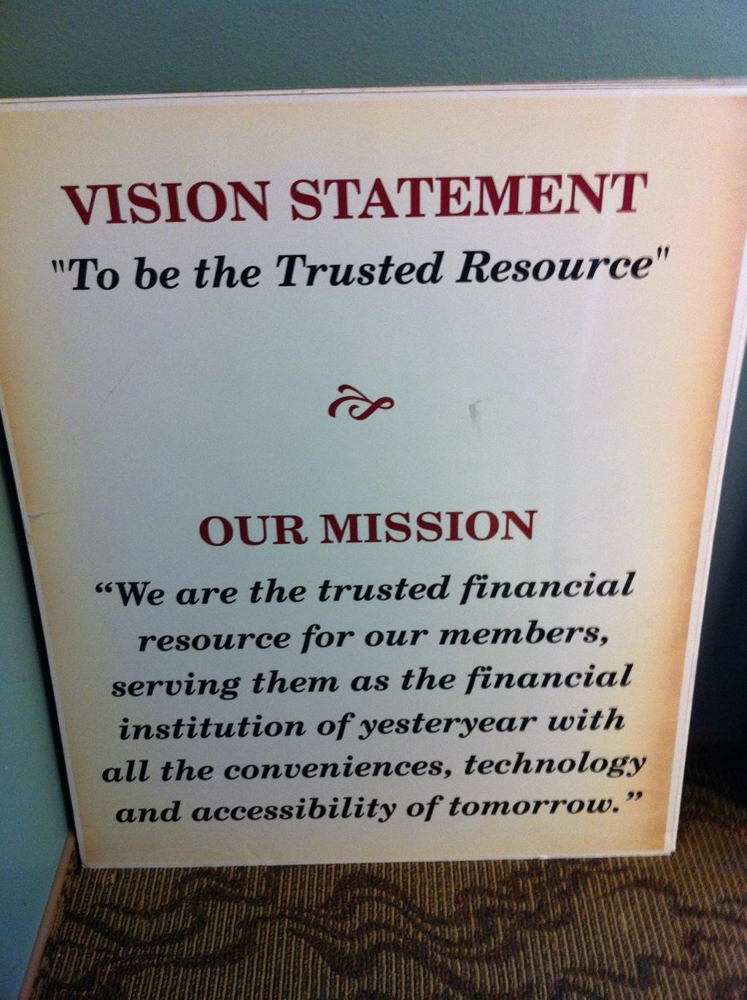 VISION STATEMENT
"To be the Trusted Resource"
OUR MISSION
“We are the trusted financial
resource for our members,
serving them as the financial
institution of yesteryear with
all the conveniences, technology
and accessibility of tomorrow.”